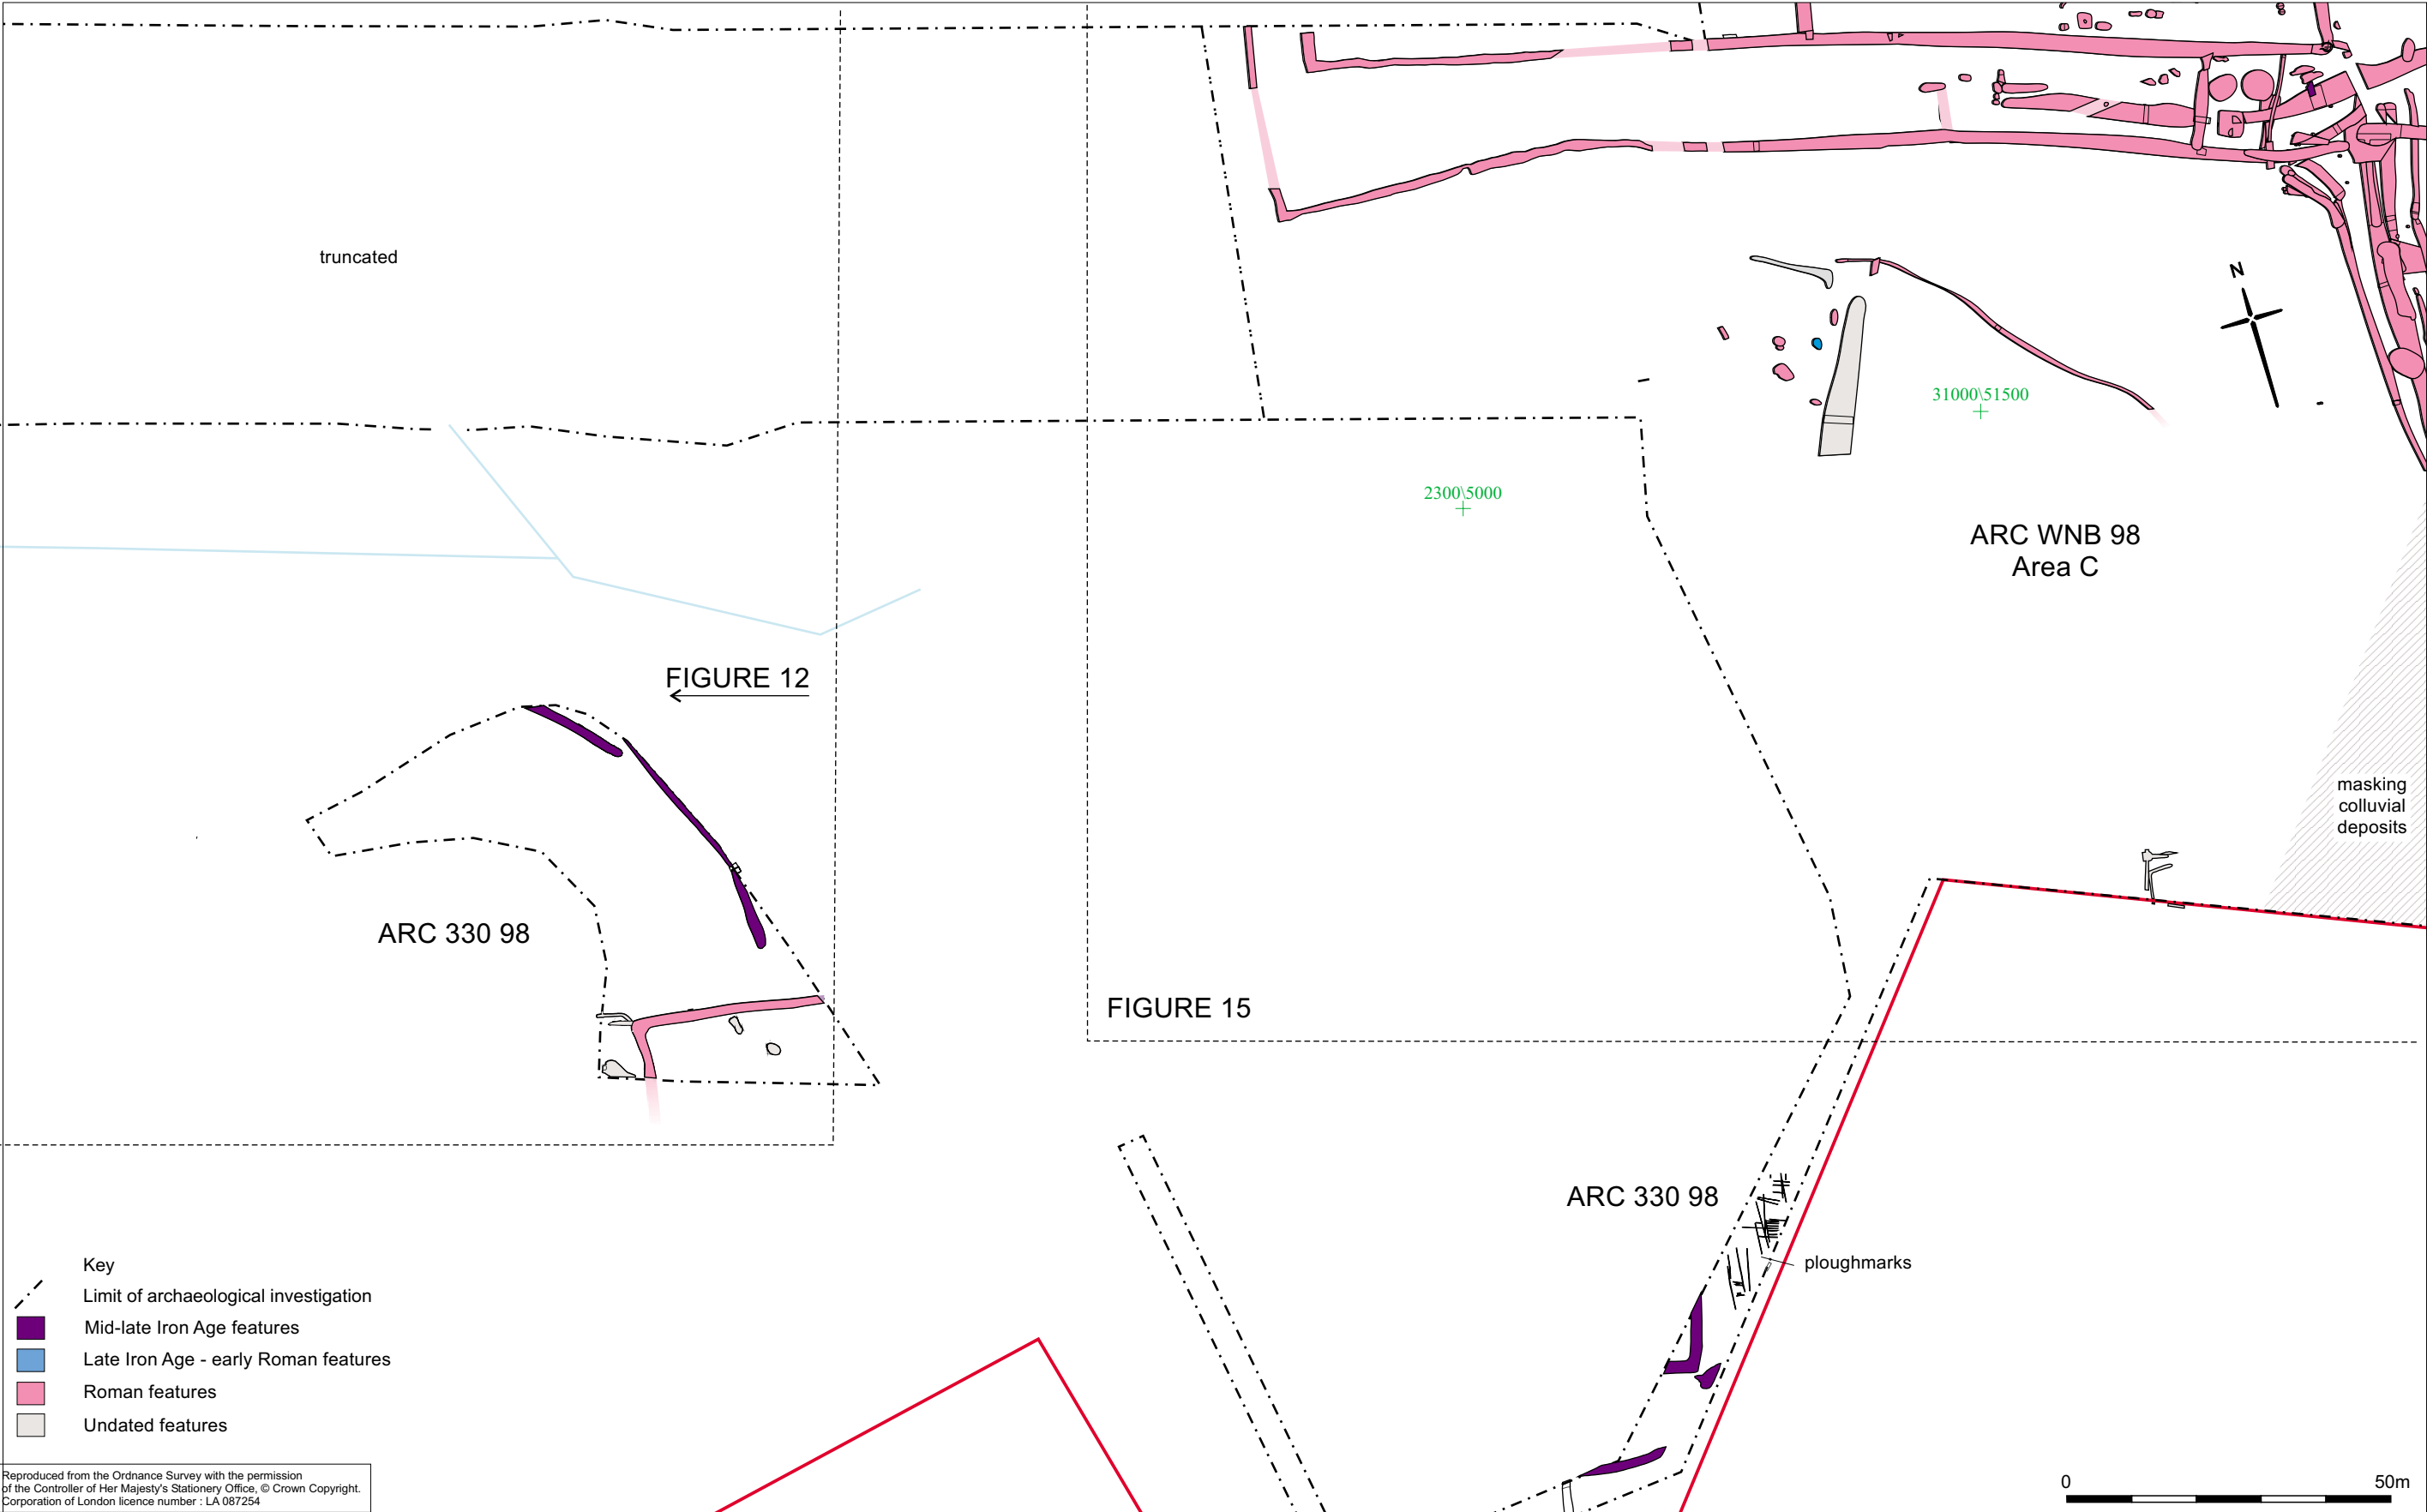 truncated
N
31000\51500
2300\5000
ARC WNB 98
Area C
FIGURE 12
masking
colluvial
deposits
ARC 330 98
FIGURE 15
ARC 330 98
ploughmarks
Key
Limit of archaeological investigation
Mid-late Iron Age features
Late Iron Age - early Roman features
Roman features
Undated features
Reproduced from the Ordnance Survey with the permission
of the Controller of Her Majesty's Stationery Office, © Crown Copyright.
Corporation of London licence number : LA 087254
0 50m